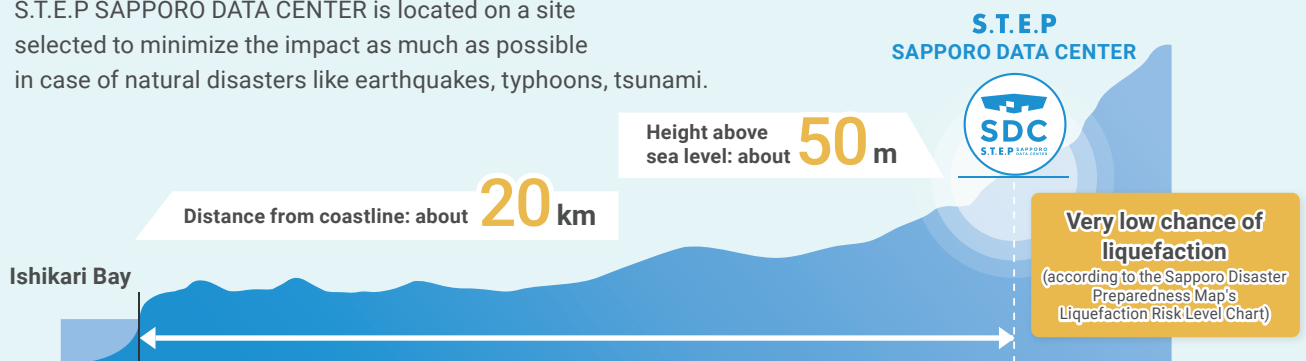 S.T.E.P SAPPORO DATA CENTER is located on a site
selected to minimize the impact as much as possible
in case of natural disasters like earthquakes, typhoons, tsunami.
S.T.E.P
SAPPORO DATA CENTER
SDC
S.T.E.P SAPPORO DATA CENTER
Height above
sea level: about 50 m
Distance from coastline: about 20 km
Ishikari Bay
Very low chance of
liquefaction
(according to the Sapporo Disaster
Preparedness Map's
Liquefaction Risk Level Chart)